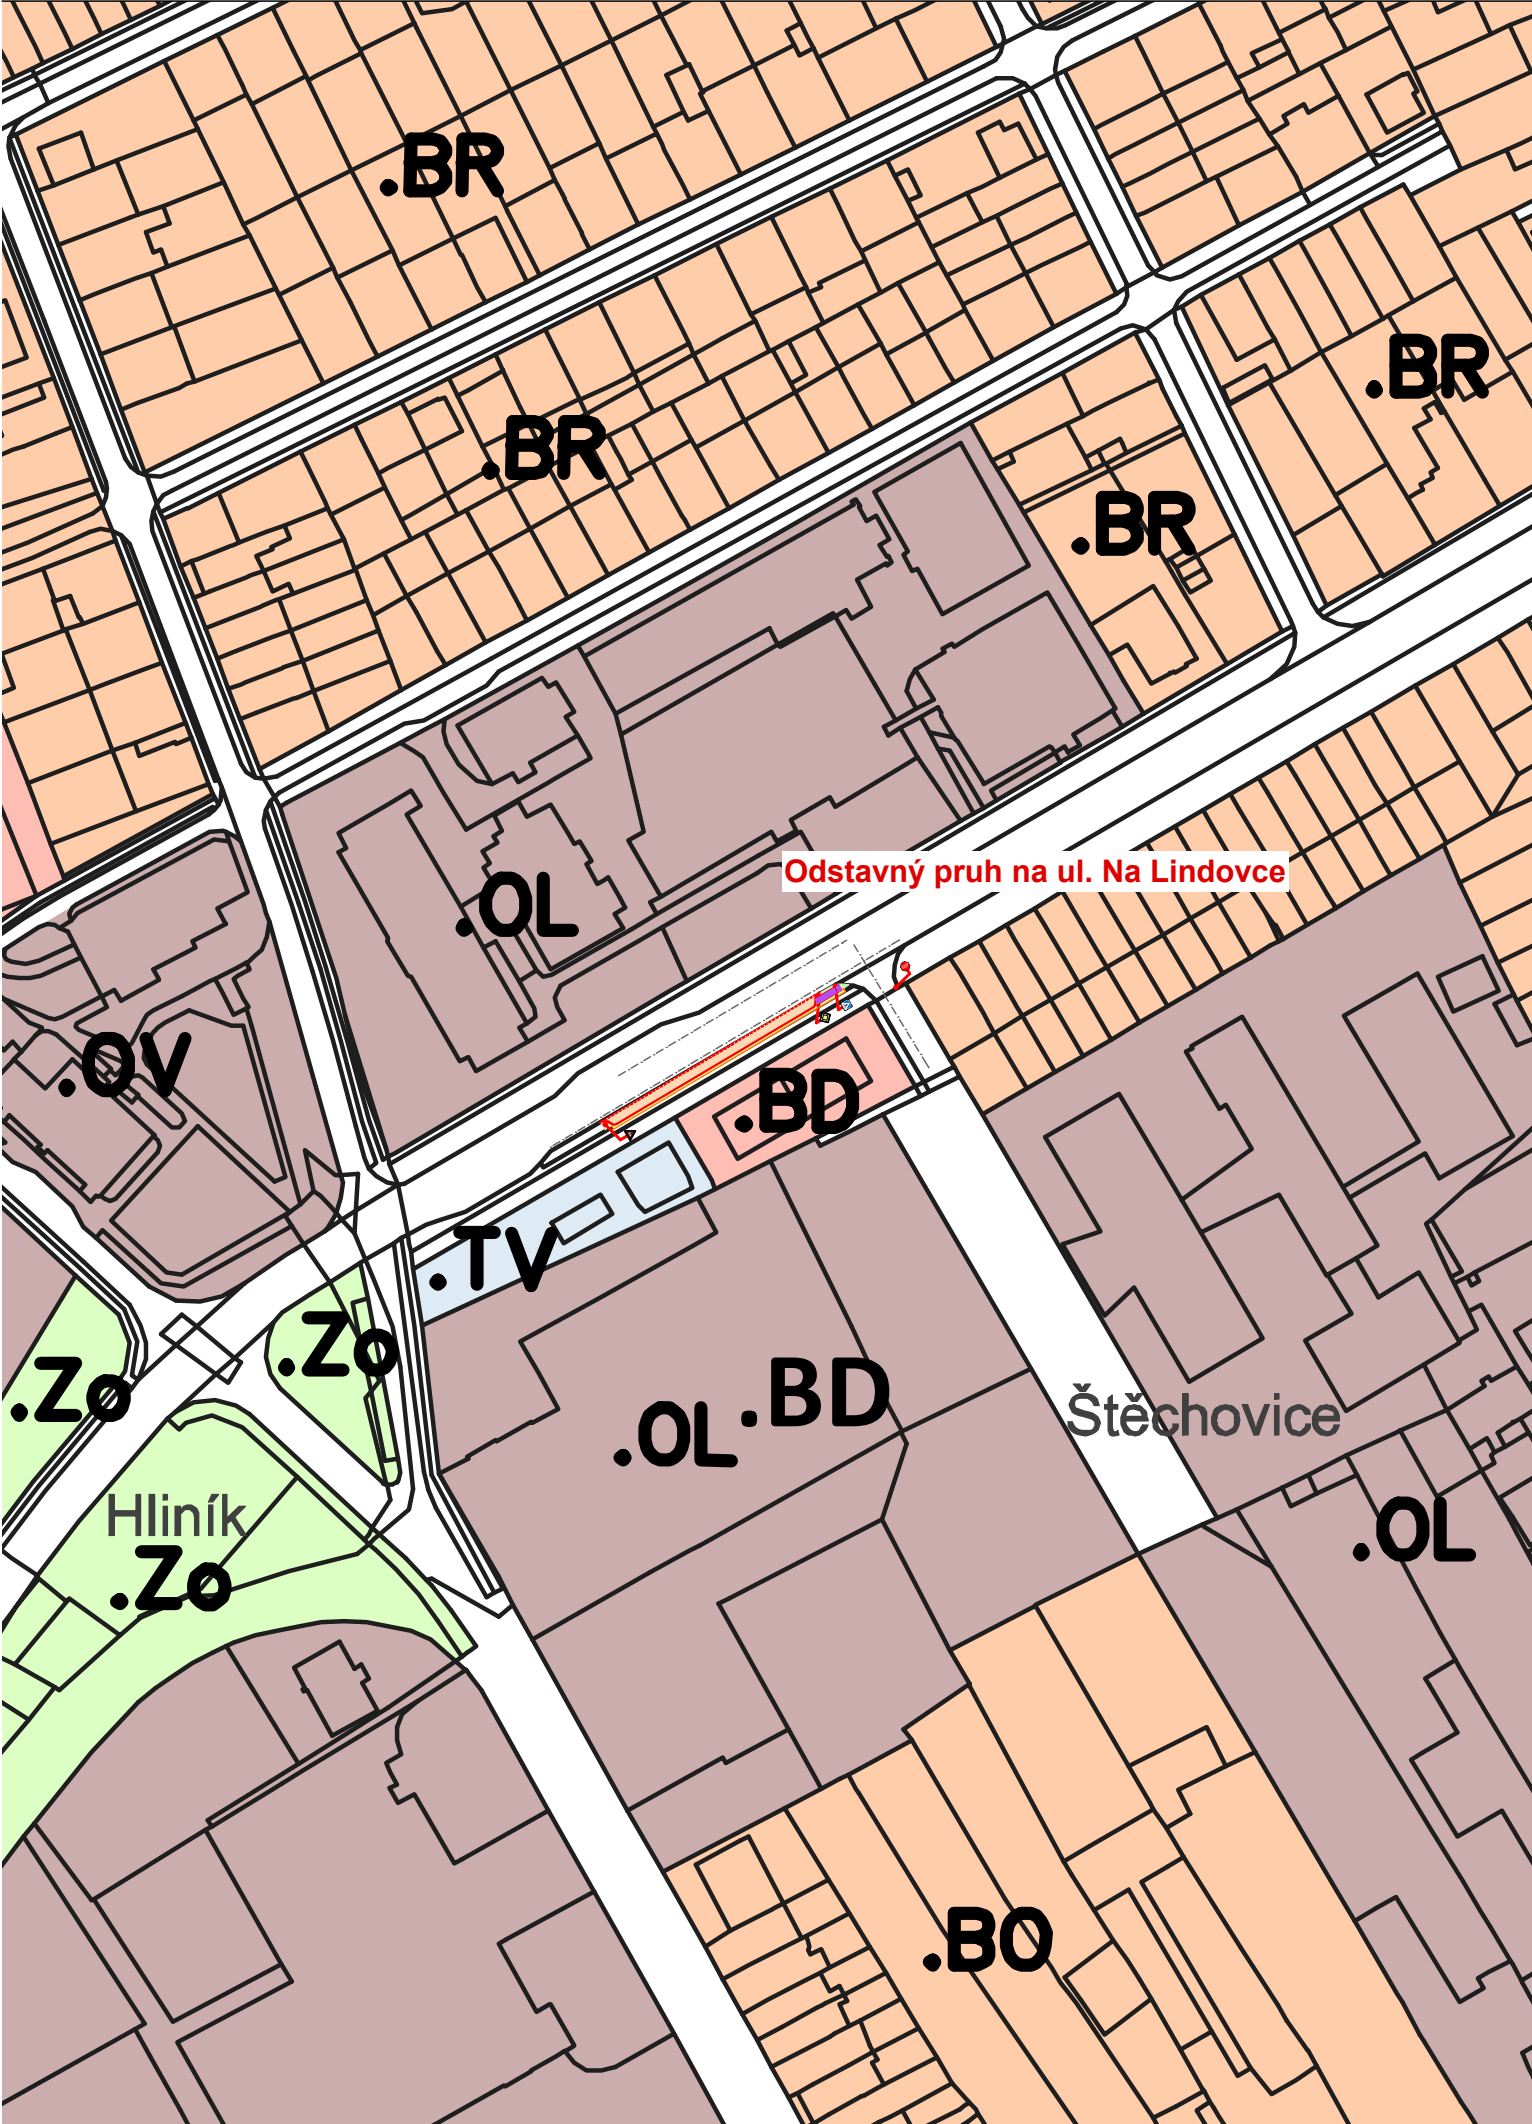 .BR
.BR
.BR
.BR
Odstavný pruh na ul. Na Lindovce
.OL
.OV
.BD
.TV
.Zo
.Zo
.BD
.OL
Štěchovice
Hliník
.OL
.Zo
.BO